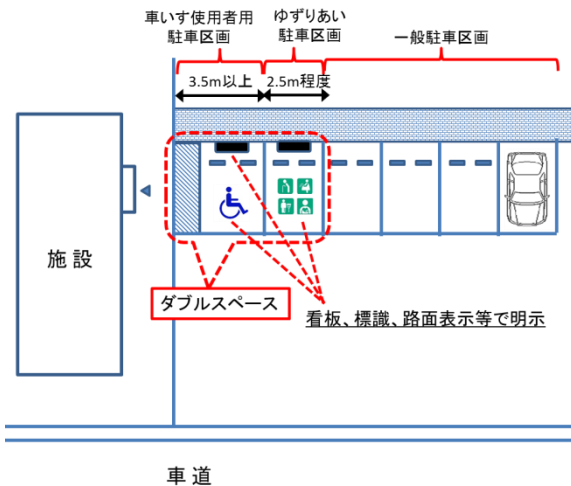 車いす使用者用
駐車区画
ゆずりあい
駐車区画
一般駐車区画
3.5m以上
2.5m程度
施 設
ダブルスペース
看板、標識、路面表示等で明示
車 道